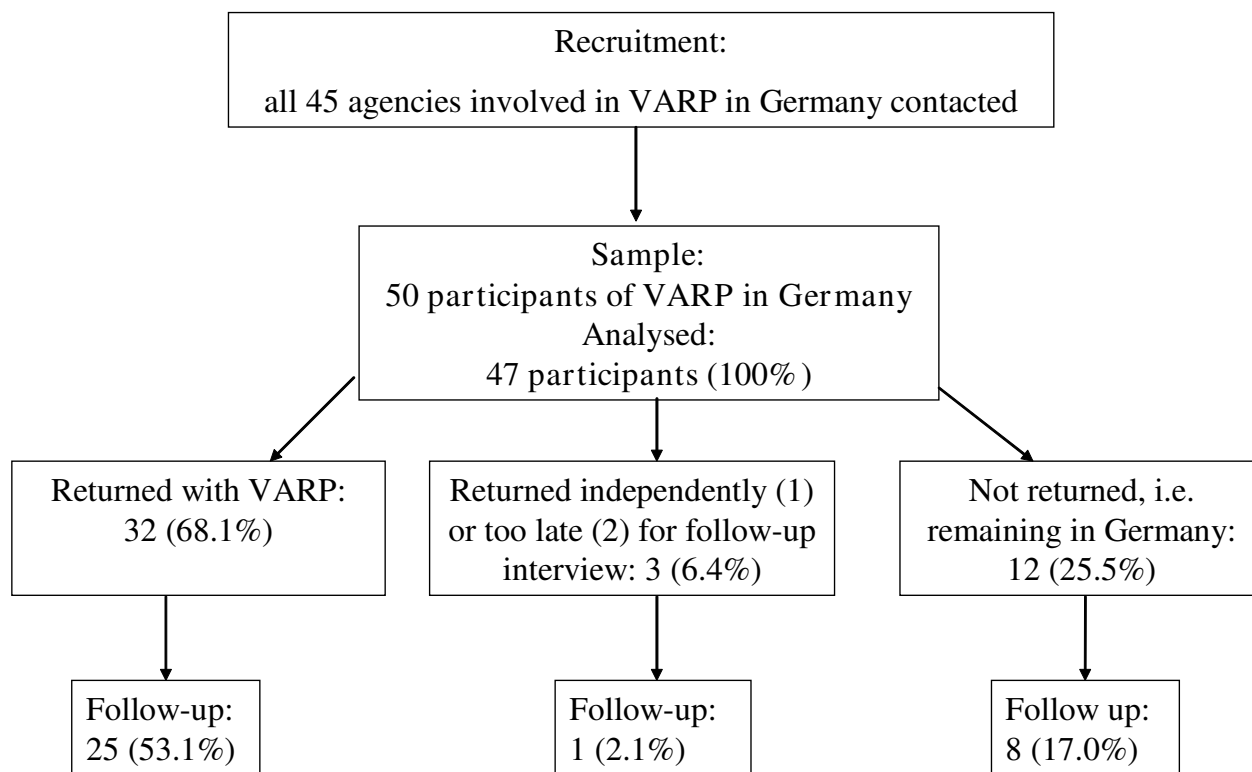 Recruitment:
all 45 agencies involved in VARP in Germany contacted
Sample:
50 participants of VARP in Germany
Analysed:
47 participants (100%)
Returned with VARP:
32 (68.1%)
Returned independently (1)
or too late (2) for follow-up
interview: 3 (6.4%)
Not returned, i.e.
remaining in Germany:
12 (25.5%)
Follow-up:
25 (53.1%)
Follow-up:
1 (2.1%)
Follow up:
8 (17.0%)